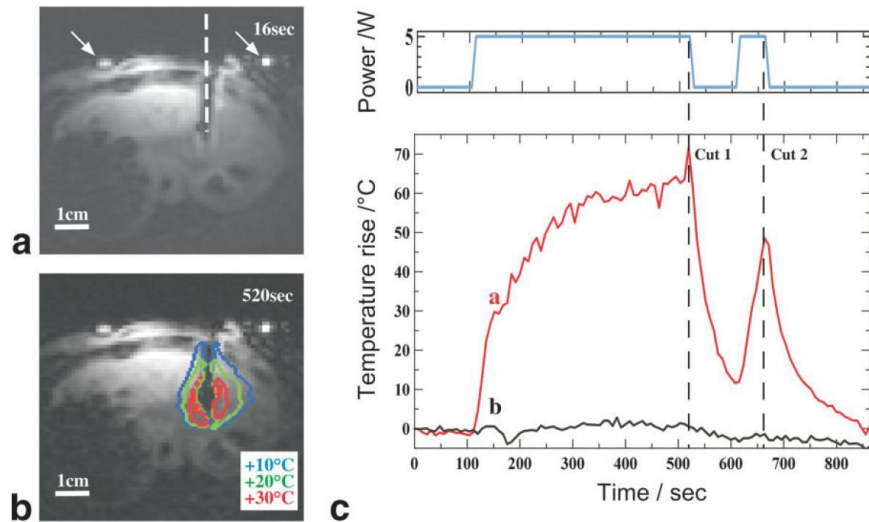 a
16sec
1cm
b
520sec
1cm
+10°C
+20°C
+30°C
c
Power /W
5
0
Temperature rise /°C
70
60
50
40
30
20
10
0
Cut 1
Cut 2
a
b
0
100
200
300
400
500
600
700
800
Time / sec